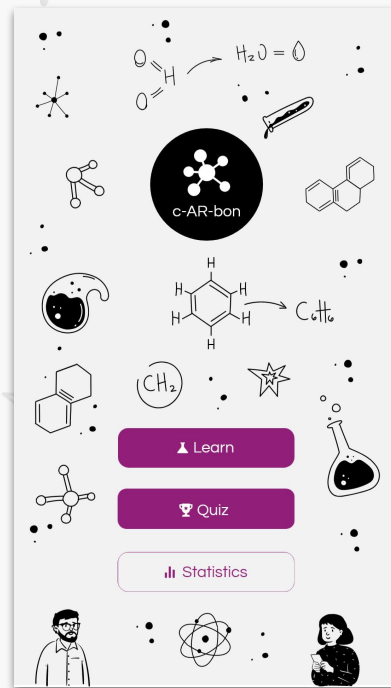 H₂O = 💧
O
H
O
c-AR-bon
H
H H
H H
H
C₆H₆
CH₂
Learn
Quiz
Statistics